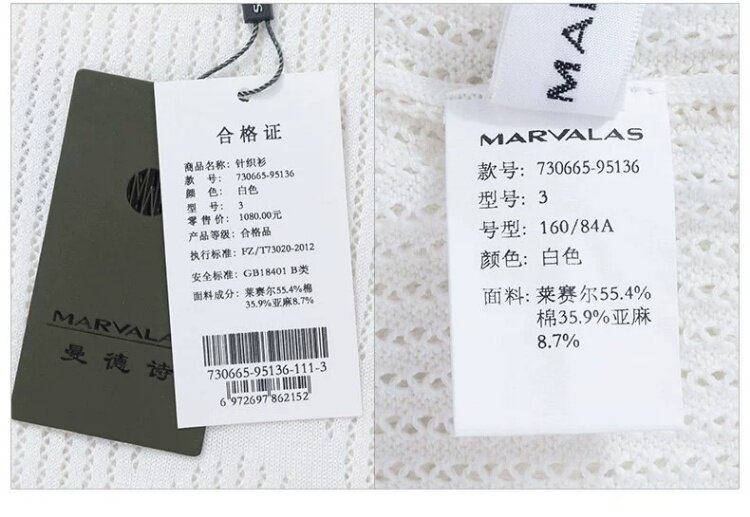 合格证
商品名称: 针织衫
款 号: 730665-95136
颜 色: 白色
型 号: 3
零 售 价: 1080.00元
产品等级: 合格品
执行标准: FZ/T73020-2012
安全标准: GB18401 B类
面料成分: 莱赛尔55.4%棉
35.9%亚麻8.7%
730665-95136-111-3
6 972697 862152
MARVALAS
曼德诗
MARVALAS
款号: 730665-95136
型号: 3
号型: 160/84A
颜色: 白色
面料: 莱赛尔55.4%
棉35.9%亚麻
8.7%